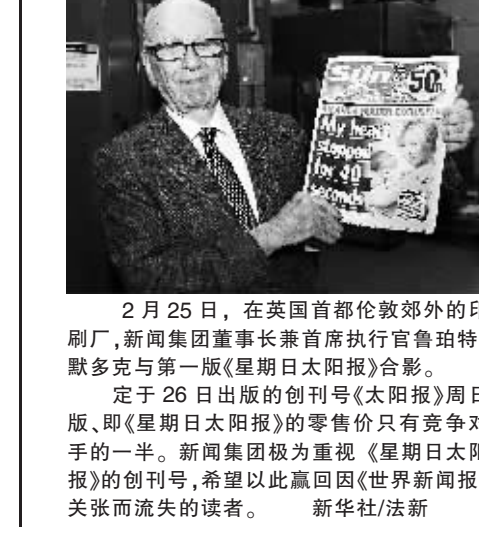 Sun
50p
My heart
stopped
for 40
seconds
2 月 25 日，在英国首都伦敦郊外的印
刷厂，新闻集团董事长兼首席执行官鲁珀特
默多克与第一版《星期日太阳报》合影。
定于 26 日出版的创刊号《太阳报》周日
版、即《星期日太阳报》的零售价只有竞争对
手的一半。新闻集团极为重视《星期日太阳
报》的创刊号，希望以此赢回因《世界新闻报
关张而流失的读者。 新华社/法新